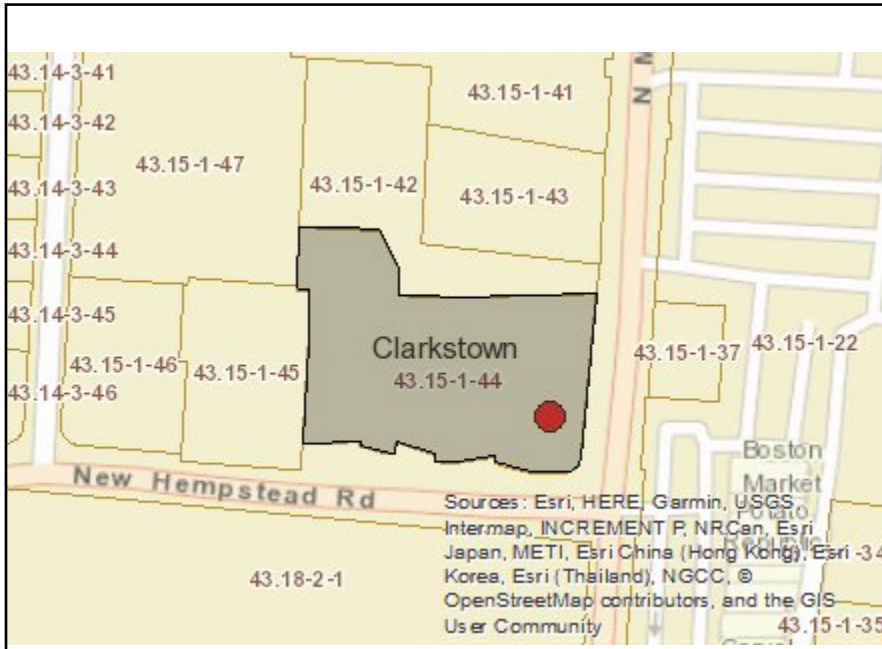 43.14-3-41
43.15-1-41
N M
43.14-3-42
43.15-1-47
43.14-3-43
43.15-1-42
43.15-1-43
43.14-3-44
43.14-3-45
Clarkstown
43.15-1-37
43.15-1-22
43.15-1-46
43.15-1-45
43.15-1-44
43.14-3-46
Boston
Market
New Hempstead Rd
Potato
Republic
Sources: Esri, HERE, Garmin, USGS,
Intermap, INCREMENT P, NRCan, Esri
Japan, METI, Esri China (Hong Kong), Esri
Korea, Esri (Thailand), NGCC, ©
OpenStreetMap contributors, and the GIS
User Community
-34
43.18-2-1
43.15-1-35